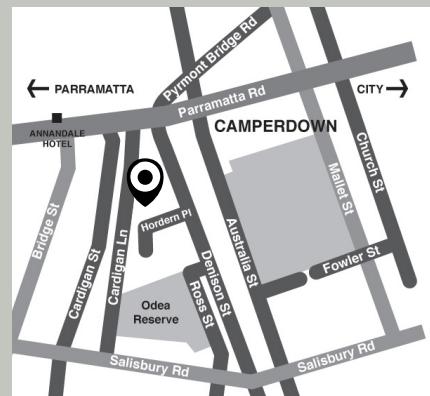 PARRAMATTA
Pyrmont Bridge Rd
CITY
Parramatta Rd
CAMPERDOWN
ANNANDALE
HOTEL
Church St
Mallet St
Bridge St
Cardigan St
Cardigan Ln
Hordern Pl
Denison St
Australia St
Fowler St
Ross St
Odea
Reserve
Salisbury Rd
Salisbury Rd